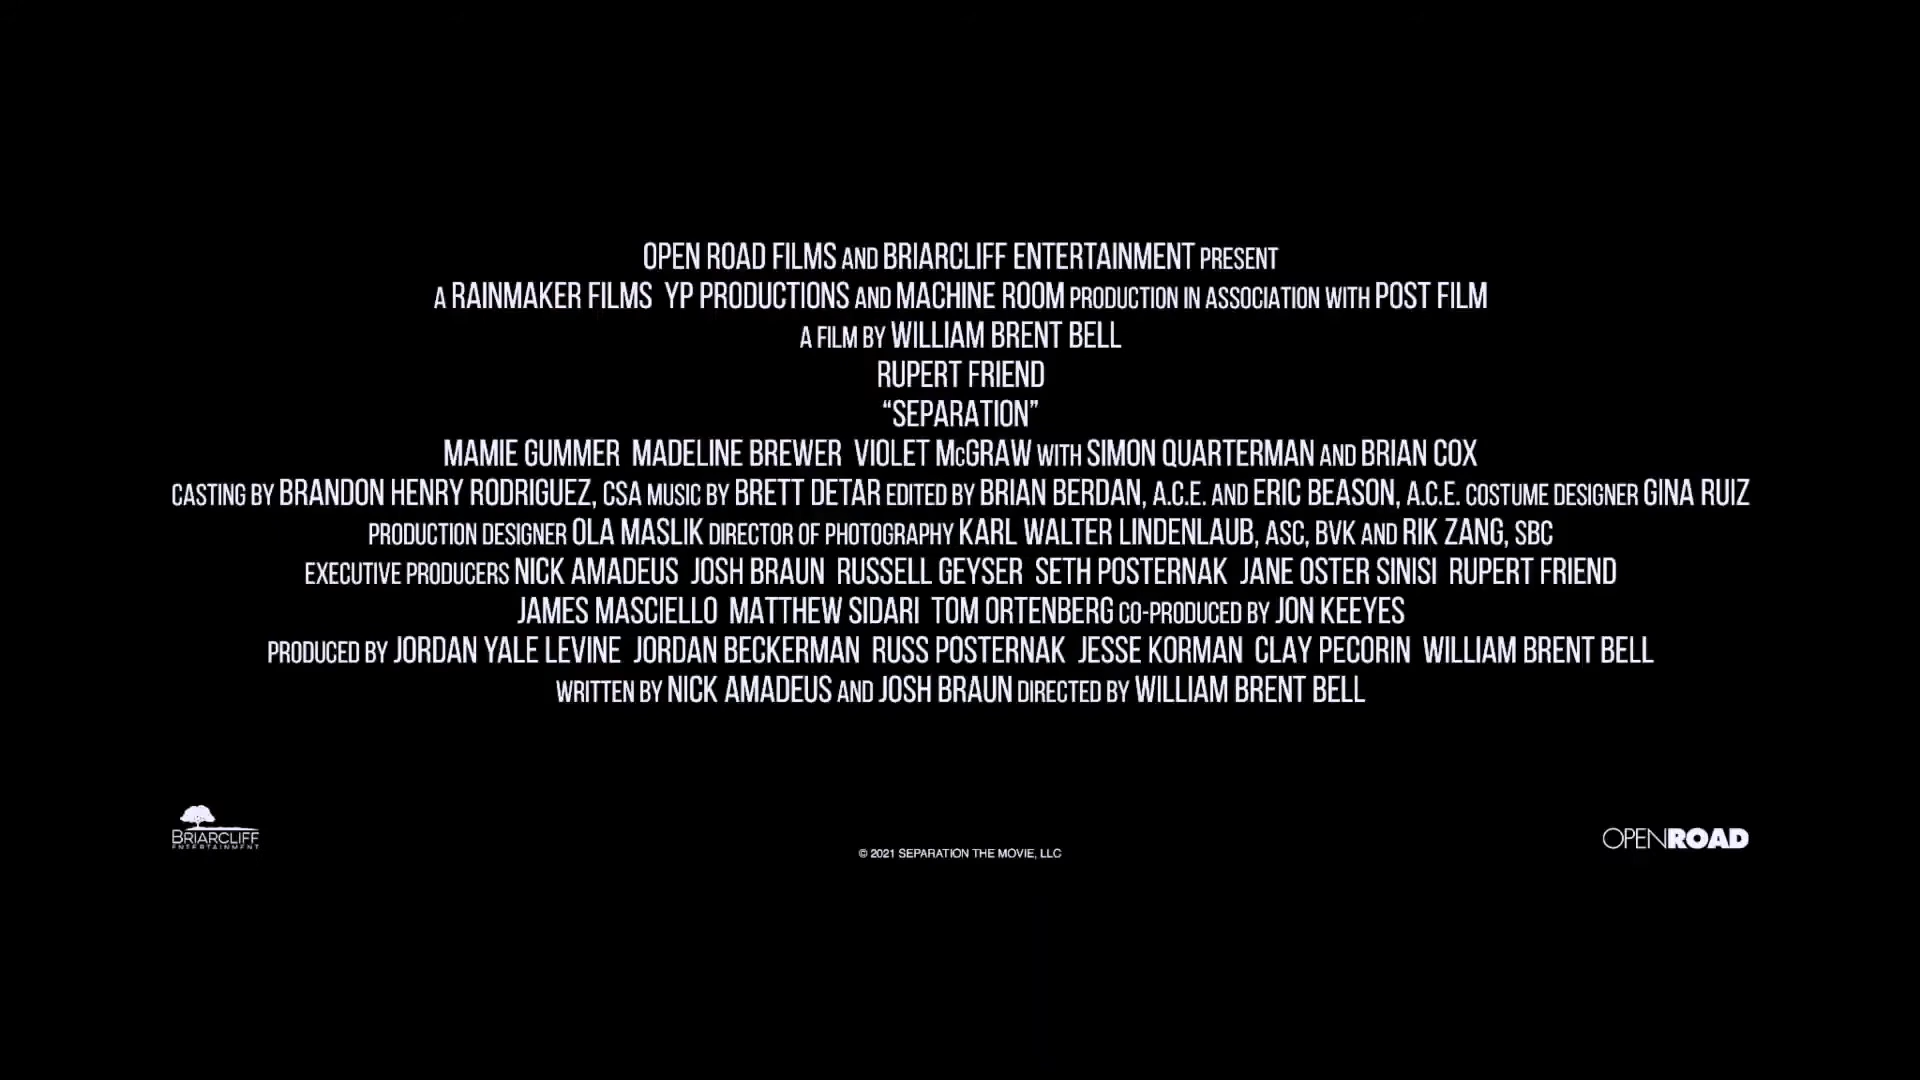 OPEN ROAD FILMS AND BRIARCLIFF ENTERTAINMENT PRESENT
A RAINMAKER FILMS YP PRODUCTIONS AND MACHINE ROOM PRODUCTION IN ASSOCIATION WITH POST FILM
A FILM BY WILLIAM BRENT BELL
RUPERT FRIEND
“SEPARATION”
MAMIE GUMMER MADELINE BREWER VIOLET McGRAW WITH SIMON QUARTERMAN AND BRIAN COX
CASTING BY BRANDON HENRY RODRIGUEZ, CSA MUSIC BY BRETT DETAR EDITED BY BRIAN BERDAN, A.C.E. AND ERIC BEASON, A.C.E. COSTUME DESIGNER GINA RUIZ
PRODUCTION DESIGNER OLA MASLIK DIRECTOR OF PHOTOGRAPHY KARL WALTER LINDENLAUB, ASC, BVK AND RIK ZANG, SBC
EXECUTIVE PRODUCERS NICK AMADEUS JOSH BRAUN RUSSELL GEYSER SETH POSTERNAK JANE OSTER SINISI RUPERT FRIEND
JAMES MASCIELLO MATTHEW SIDARI TOM ORTENBERG CO-PRODUCED BY JON KEEYES
PRODUCED BY JORDAN YALE LEVINE JORDAN BECKERMAN RUSS POSTERNAK JESSE KORMAN CLAY PECORIN WILLIAM BRENT BELL
WRITTEN BY NICK AMADEUS AND JOSH BRAUN DIRECTED BY WILLIAM BRENT BELL
BRIARCLIFF
ENTERTAINMENT
OPENROAD
© 2021 SEPARATION THE MOVIE, LLC